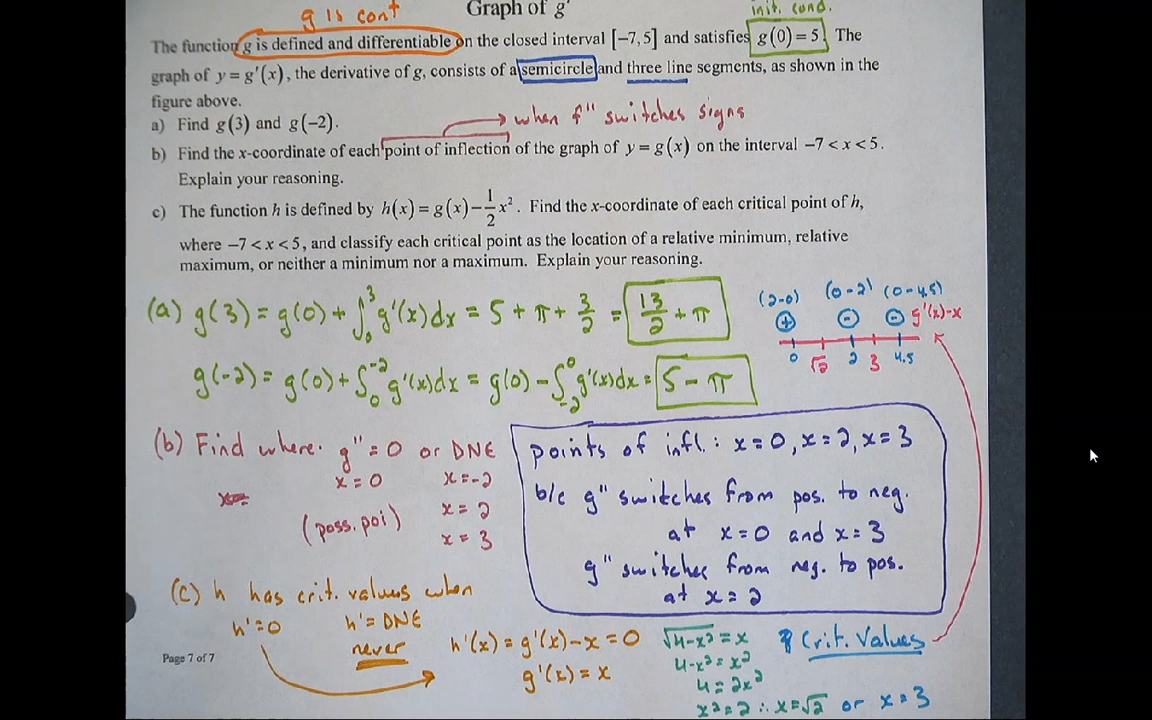 g is cont
Graph of g'
init. cond.
The function g is defined and differentiable on the closed interval [−7,5] and satisfies g(0) = 5. The
graph of y = g'(x), the derivative of g, consists of a semicircle and three line segments, as shown in the
figure above.
a) Find g(3) and g(−2).
when f" switches signs
b) Find the x-coordinate of each point of inflection of the graph of y = g(x) on the interval −7 < x < 5.
Explain your reasoning.
c) The function h is defined by h(x) = g(x) − 1/2 x². Find the x-coordinate of each critical point of h,
where −7 < x < 5, and classify each critical point as the location of a relative minimum, relative
maximum, or neither a minimum nor a maximum. Explain your reasoning.
(a) g(3) = g(0) + ∫₀³ g'(x)dx = 5 + π + 3/2 = 13/2 + π
g(-2) = g(0) + ∫₀⁻² g'(x)dx = g(0) − ∫₋₂⁰ g'(x)dx = 5 − π
(2-0) (0-2) (0-4.5)
+ − − g'(x)-x
0 √2 2 3 4.5
(b) Find where: g" = 0 or DNE
x = 0 x = -2
x=
(poss. poi) x = 2
x = 3
points of infl.: x=0, x=2, x=3
b/c g" switches from pos. to neg.
at x=0 and x=3
g" switches from neg. to pos.
at x=2
(c) h has crit. values when
h'=0 h'= DNE
never
h'(x) = g'(x) − x = 0
g'(x) = x
√4-x² = x
4-x² = x²
4 = 2x²
x² = 2 ∴ x=√2 or x=3
Crit. Values
Page 7 of 7